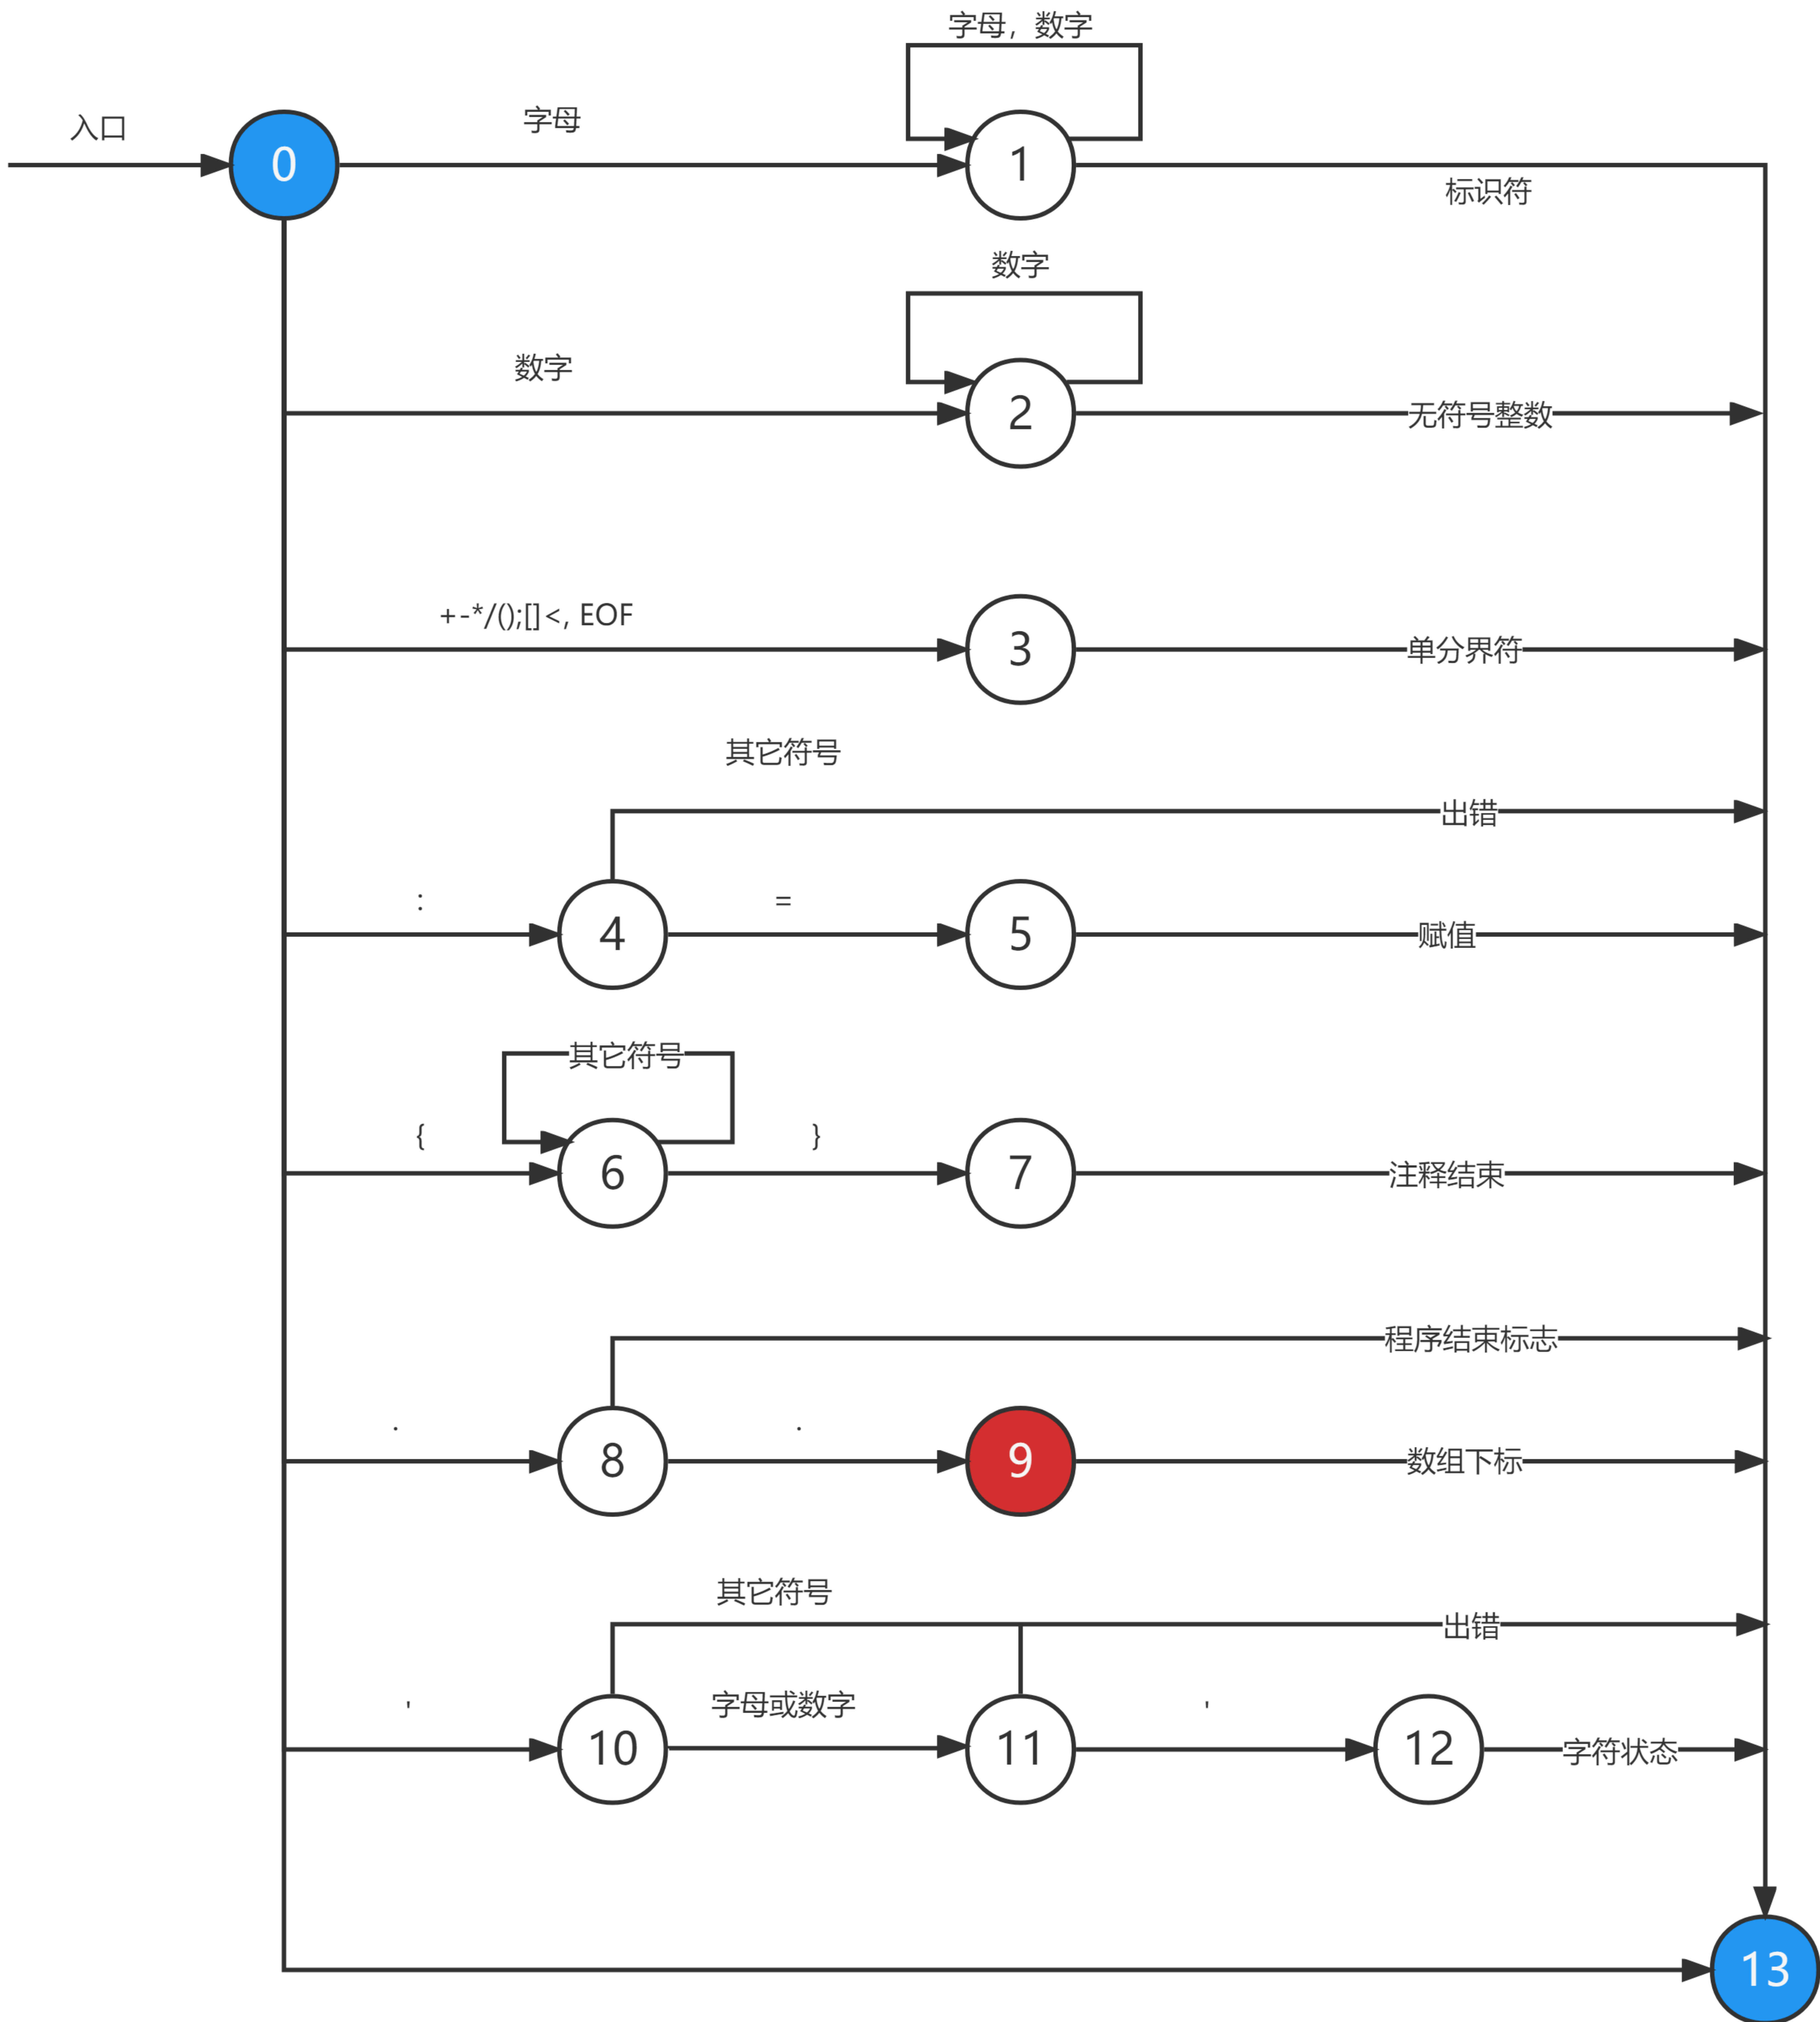 字母，数字
入口
字母
0
1
标识符
数字
数字
2
无符号整数
+-*/();[]<, EOF
3
单分界符
其它符号
出错
:
=
4
5
赋值
其它符号
{
}
6
7
注释结束
程序结束标志
.
.
8
9
数组下标
其它符号
出错
'
字母或数字
'
10
11
12
字符状态
13